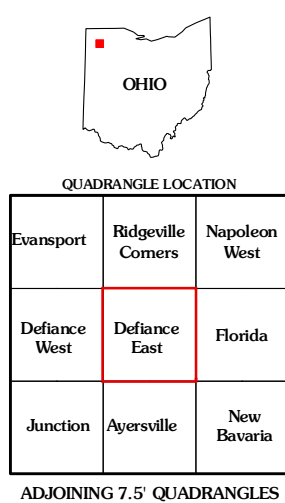 OHIO
QUADRANGLE LOCATION
Evansport
Ridgeville
Corners
Napoleon
West
Defiance
West
Defiance
East
Florida
Junction
Ayersville
New
Bavaria
ADJOINING 7.5' QUADRANGLES